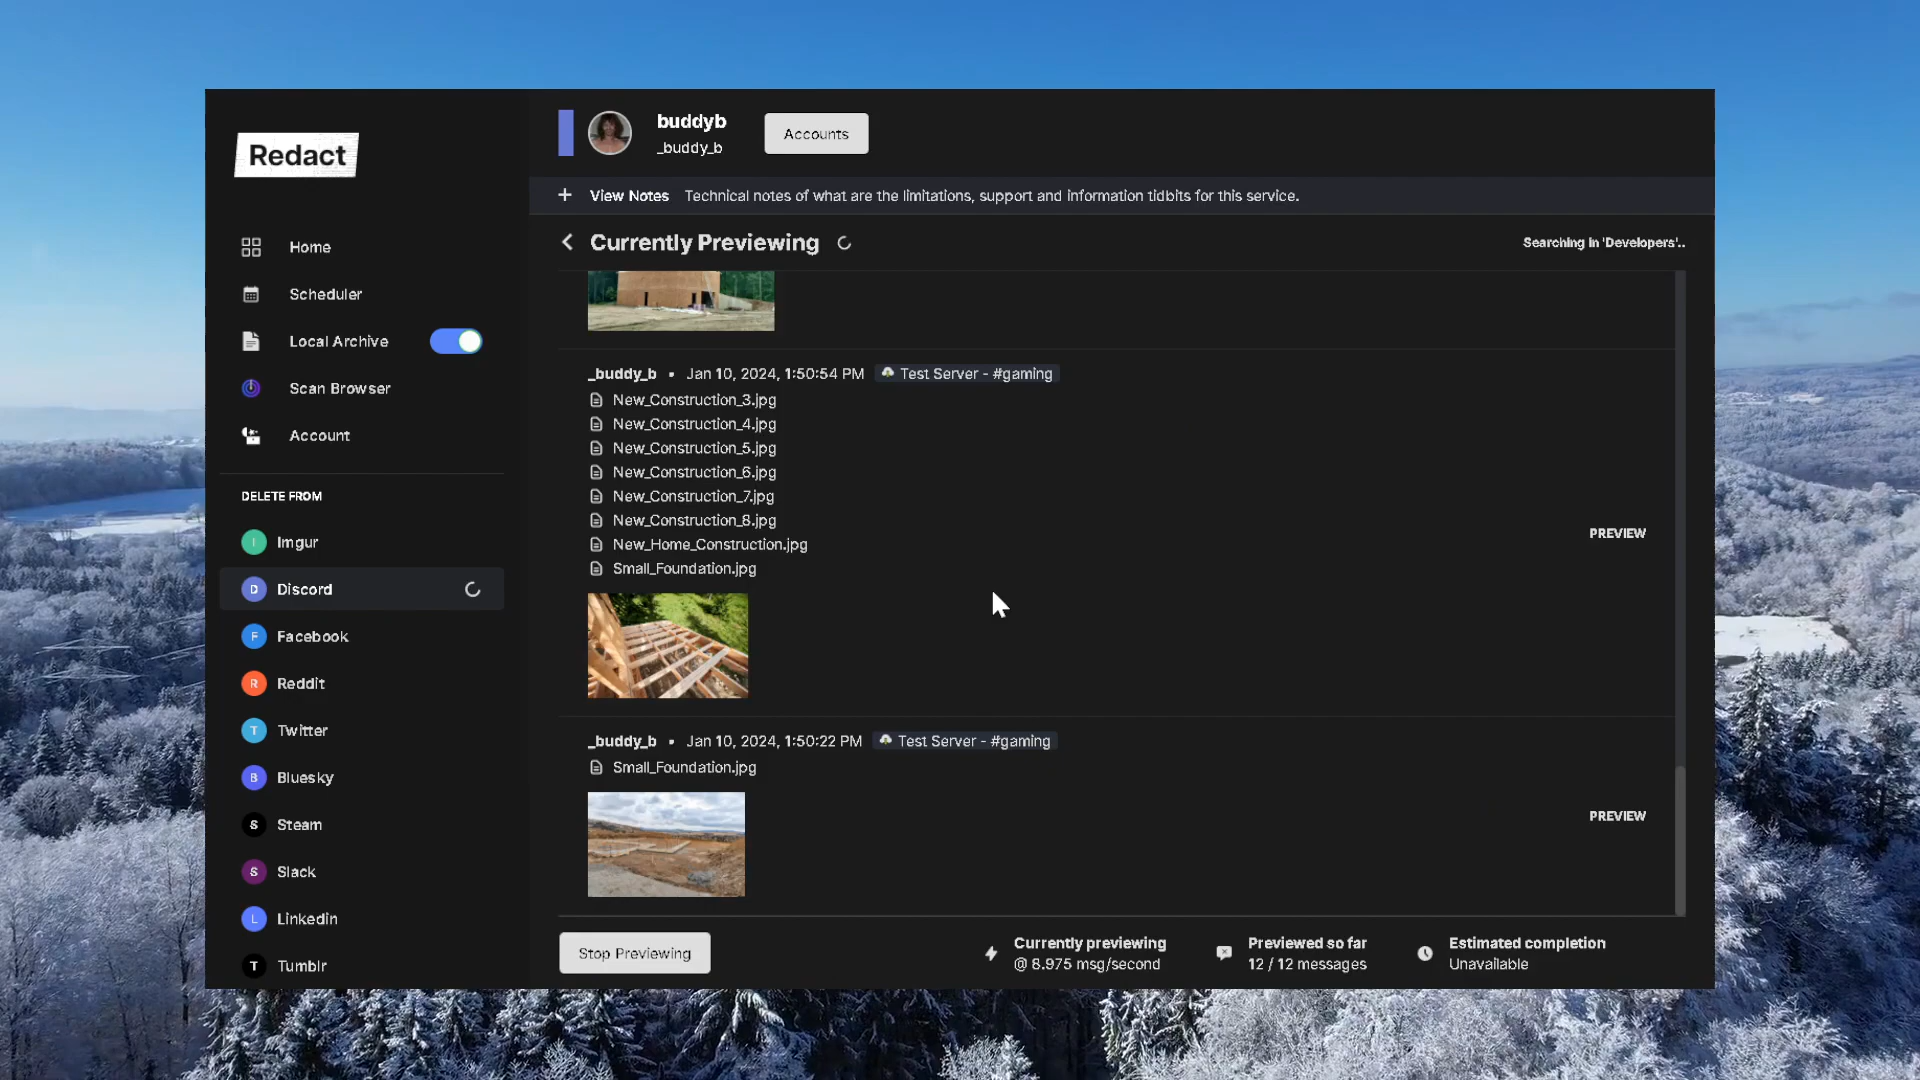 Redact
Home
Scheduler
Local Archive
Scan Browser
Account
DELETE FROM
I Imgur
D Discord
F Facebook
R Reddit
T Twitter
B Bluesky
S Steam
S Slack
L Linkedin
T Tumblr
buddyb
_buddy_b
Accounts
+ View Notes Technical notes of what are the limitations, support and information tidbits for this service.
Currently Previewing
Searching in 'Developers'..
_buddy_b • Jan 10, 2024, 1:50:54 PM Test Server - #gaming
New_Construction_3.jpg
New_Construction_4.jpg
New_Construction_5.jpg
New_Construction_6.jpg
New_Construction_7.jpg
New_Construction_8.jpg
New_Home_Construction.jpg
Small_Foundation.jpg
PREVIEW
_buddy_b • Jan 10, 2024, 1:50:22 PM Test Server - #gaming
Small_Foundation.jpg
PREVIEW
Stop Previewing
Currently previewing
@ 8.975 msg/second
Previewed so far
12 / 12 messages
Estimated completion
Unavailable